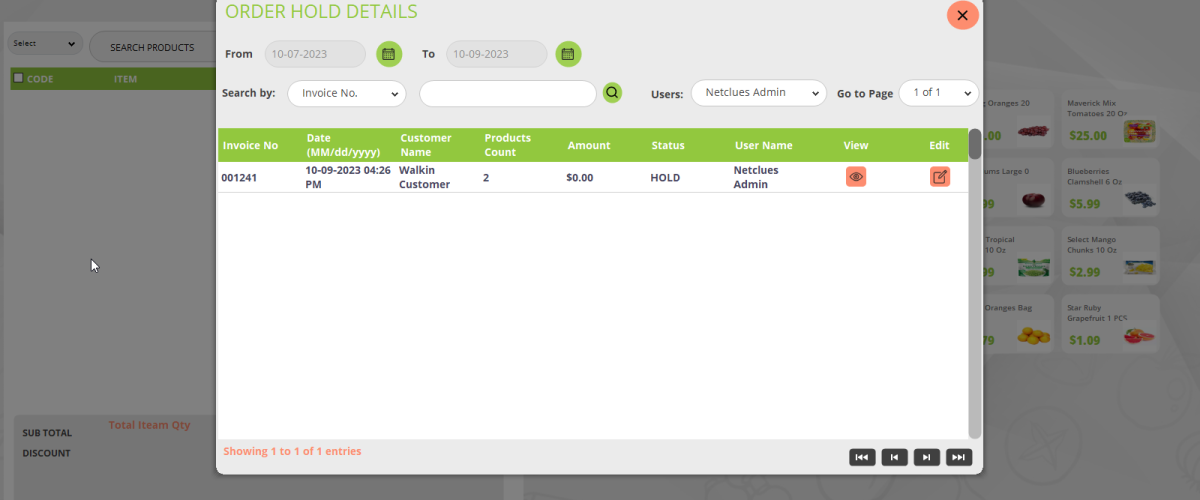 ORDER HOLD DETAILS
Select
SEARCH PRODUCTS
CODE ITEM
From 10-07-2023 To 10-09-2023
Search by: Invoice No. Users: Netclues Admin Go to Page 1 of 1
Invoice No
Date
(MM/dd/yyyy)
Customer
Name
Products
Count
Amount
Status
User Name
View
Edit
001241
10-09-2023 04:26
PM
Walkin
Customer
2
$0.00
HOLD
Netclues
Admin
Showing 1 to 1 of 1 entries
SUB TOTAL
Total Iteam Qty
DISCOUNT
Oranges 20
.00
Maverick Mix
Tomatoes 20 Oz
$25.00
ums Largo 0
99
Blueberries
Clamshell 6 Oz
$5.99
Tropical
10 Oz
99
Select Mango
Chunks 10 Oz
$2.99
Oranges Bag
79
Star Ruby
Grapefruit 1 PCS
$1.09